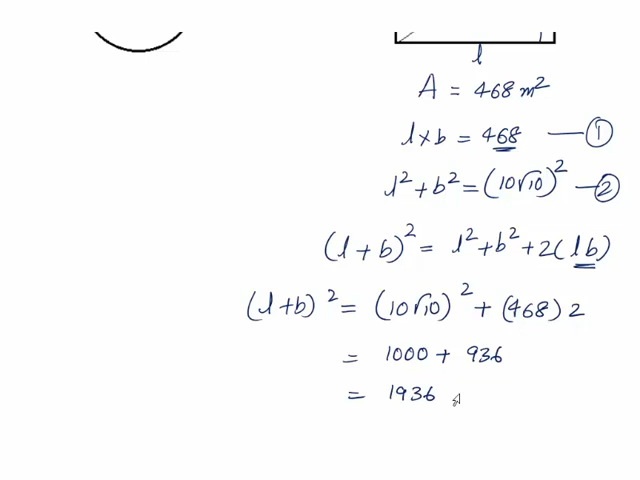 l
A = 468 m²
l×b = 468 — ①
l² + b² = (10√10)² — ②
(l + b)² = l² + b² + 2(lb)
(l+b)² = (10√10)² + (468)2
= 1000 + 936
= 1936